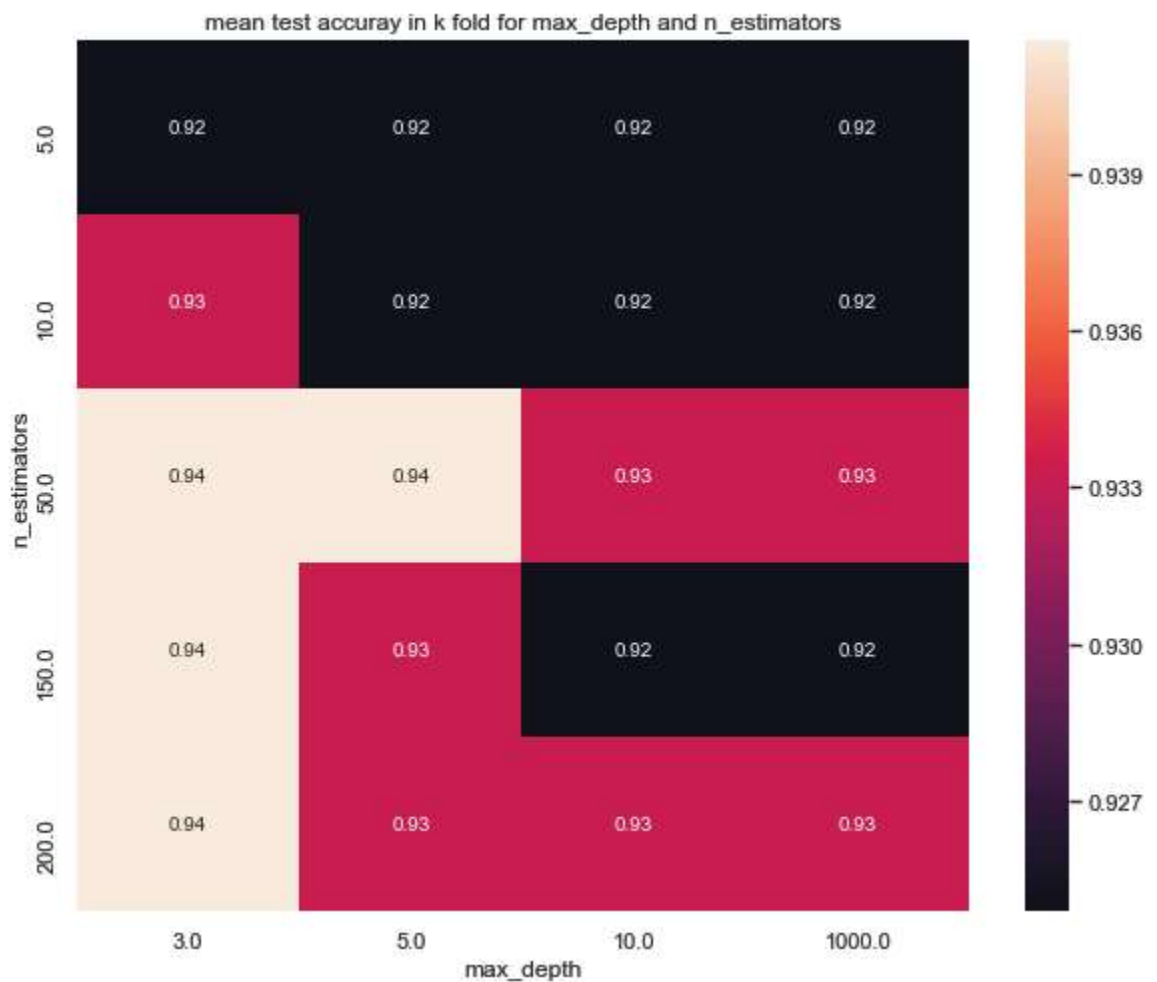 mean test accuray in k fold for max_depth and n_estimators
5.0 0.92 0.92 0.92 0.92
10.0 0.93 0.92 0.92 0.92
50.0 0.94 0.94 0.93 0.93
150.0 0.94 0.93 0.92 0.92
200.0 0.94 0.93 0.93 0.93
n_estimators
3.0 5.0 10.0 1000.0
max_depth
0.939
0.936
0.933
0.930
0.927